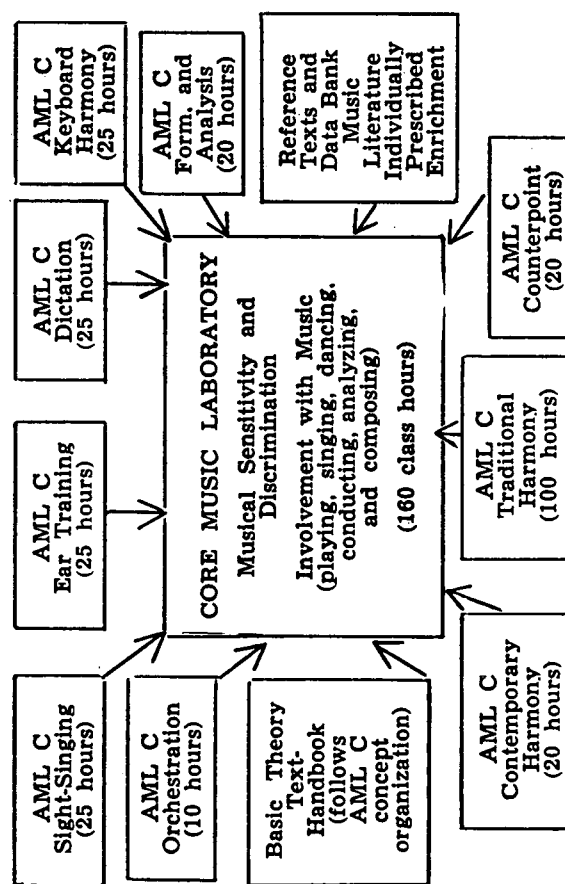 AML C
Sight-Singing
(25 hours)
AML C
Ear Training
(25 hours)
AML C
Dictation
(25 hours)
AML C
Keyboard
Harmony
(25 hours)
AML C
Orchestration
(10 hours)
AML C
Form. and
Analysis
(20 hours)
CORE MUSIC LABORATORY
Musical Sensitivity and
Discrimination
Involvement with Music
(playing, singing, dancing,
conducting, analyzing,
and composing)
(160 class hours)
Basic Theory
Text-
Handbook
(follows
AML C
concept
organization)
Reference
Texts and
Data Bank
Music
Literature
Individually
Prescribed
Enrichment
AML C
Contemporary
Harmony
(20 hours)
AML C
Traditional
Harmony
(100 hours)
AML C
Counterpoint
(20 hours)